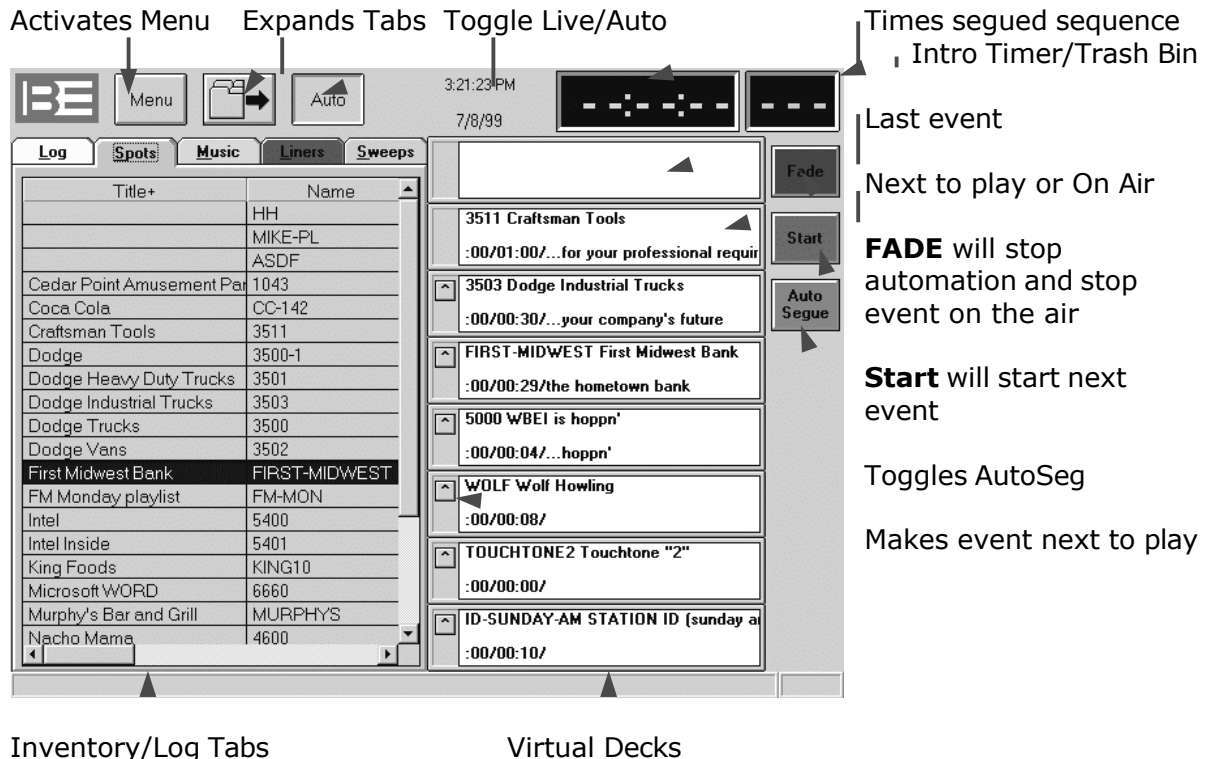 Activates Menu Expands Tabs Toggle Live/Auto Times segued sequence
Intro Timer/Trash Bin
BE Menu Auto 3:21:23 PM --:--:-- ---
7/8/99
Last event
Log Spots Music Liners Sweeps
Fade
Next to play or On Air
Title+ Name
HH
MIKE-PL
ASDF
Cedar Point Amusement Par 1043
Coca Cola CC-142
Craftsman Tools 3511
Dodge 3500-1
Dodge Heavy Duty Trucks 3501
Dodge Industrial Trucks 3503
Dodge Trucks 3500
Dodge Vans 3502
First Midwest Bank FIRST-MIDWEST
FM Monday playlist FM-MON
Intel 5400
Intel Inside 5401
King Foods KING10
Microsoft WORD 6660
Murphy's Bar and Grill MURPHYS
Nacho Mama 4600
3511 Craftsman Tools
:00/01:00/...for your professional requir
3503 Dodge Industrial Trucks
:00/00:30/...your company's future
FIRST-MIDWEST First Midwest Bank
:00/00:29/the hometown bank
5000 WBEI is hoppn'
:00/00:04/...hoppn'
WOLF Wolf Howling
:00/00:08/
TOUCHTONE2 Touchtone "2"
:00/00:00/
ID-SUNDAY-AM STATION ID (sunday a
:00/00:10/
Start
Auto
Segue
FADE will stop
automation and stop
event on the air
Start will start next
event
Toggles AutoSeg
Makes event next to play
Inventory/Log Tabs Virtual Decks